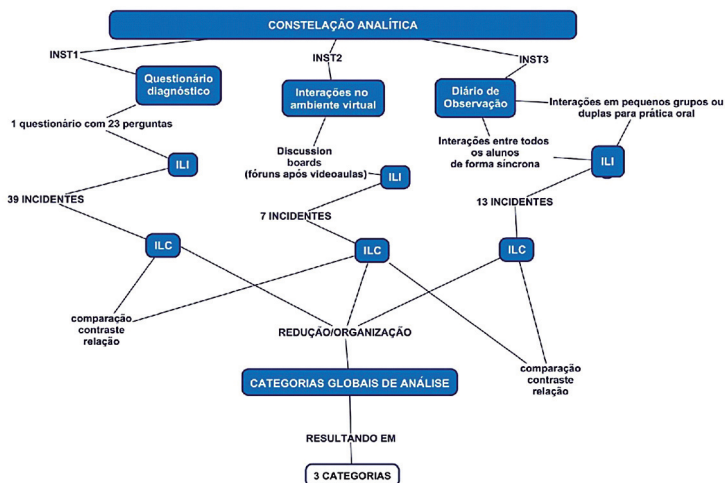 CONSTELAÇÃO ANALÍTICA
INST1
INST2
INST3
Questionário
diagnóstico
Interações no
ambiente virtual
Diário de
Observação
Interações em pequenos grupos ou
duplas para prática oral
1 questionário com 23 perguntas
Discussion
boards
(fóruns após videoaulas)
Interações entre todos
os alunos
de forma síncrona
ILI
ILI
ILI
39 INCIDENTES
7 INCIDENTES
13 INCIDENTES
ILC
ILC
ILC
comparação
contraste
relação
REDUÇÃO/ORGANIZAÇÃO
comparação
contraste
relação
CATEGORIAS GLOBAIS DE ANÁLISE
RESULTANDO EM
3 CATEGORIAS